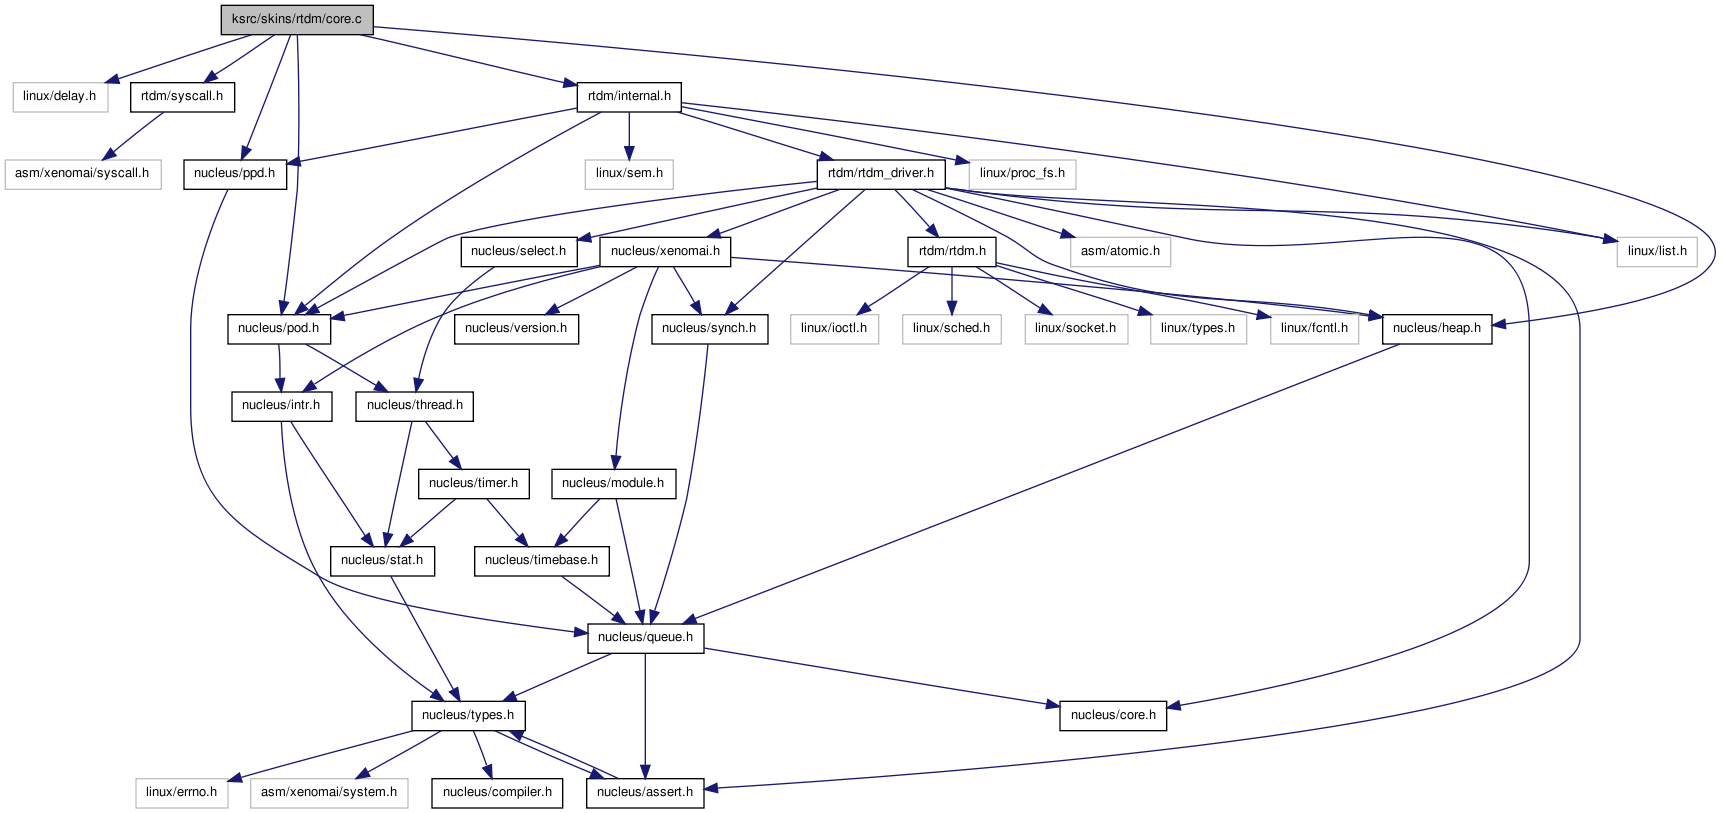 ksrc/skins/rtdm/core.c
linux/delay.h
rtdm/syscall.h
rtdm/internal.h
asm/xenomai/syscall.h
nucleus/ppd.h
linux/sem.h
rtdm/rtdm_driver.h
linux/proc_fs.h
nucleus/select.h
nucleus/xenomai.h
rtdm/rtdm.h
asm/atomic.h
linux/list.h
nucleus/pod.h
nucleus/version.h
nucleus/synch.h
linux/ioctl.h
linux/sched.h
linux/socket.h
linux/types.h
linux/fcntl.h
nucleus/heap.h
nucleus/intr.h
nucleus/thread.h
nucleus/timer.h
nucleus/module.h
nucleus/stat.h
nucleus/timebase.h
nucleus/queue.h
nucleus/types.h
nucleus/core.h
linux/errno.h
asm/xenomai/system.h
nucleus/compiler.h
nucleus/assert.h